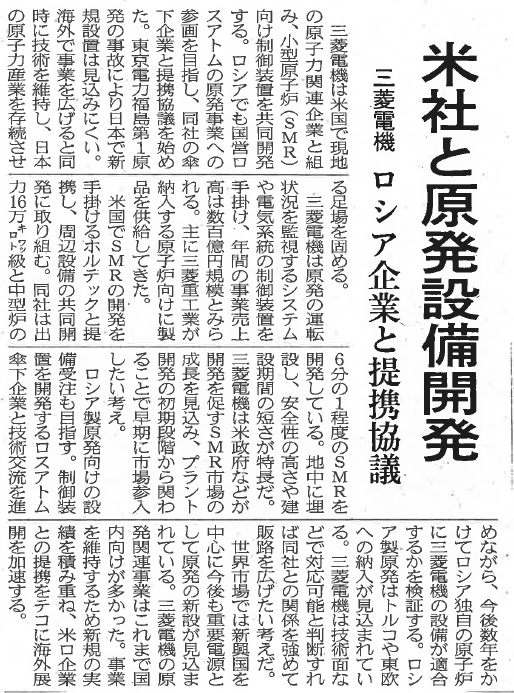 米社と原発設備開発
三菱電機 ロシア企業と提携協議
三菱電機は米国で現地
の原子力関連企業と組
み、小型原子炉（SMR）
向け制御装置を共同開発
する。ロシアでも国営ロ
スアトムの原発事業への
参画を目指し、同社の傘
下企業と提携協議を始め
た。東京電力福島第1原
発の事故により日本で新
規設置は見込みにくい。
海外で事業を広げると同
時に技術を維持し、日本
の原子力産業を存続させ
る足場を固める。
三菱電機は原発の運転
状況を監視するシステム
や電気系統の制御装置を
手掛け、年間の事業売上
高は数百億円規模とみら
れる。主に三菱重工業が
納入する原子炉向けに製
品を供給してきた。
米国でSMRの開発を
手掛けるホルテックと提
携し、周辺設備の共同開
発に取り組む。同社は出
力16万キロワット級と中型炉の
6分の1程度のSMRを
開発している。地中に埋
設し、安全性の高さや建
設期間の短さが特長だ。
三菱電機は米政府などが
開発を促すSMR市場の
成長を見込み、プラント
開発の初期段階から関わ
ることで早期に市場参入
したい考え。
ロシア製原発向けの設
備受注も目指す。制御装
置を開発するロスアトム
傘下企業と技術交流を進
めながら、今後数年をか
けてロシア独自の原子炉
に三菱電機の設備が適合
するかを検証する。ロシ
ア製原発はトルコや東欧
への納入が見込まれてい
る。三菱電機は技術面な
どで対応可能と判断すれ
ば同社との関係を強めて
販路を広げたい考えだ。
世界市場では新興国を
中心に今後も重要電源と
して原発の新設が見込ま
れている。三菱電機の原
発関連事業はこれまで国
内向けが多かった。事業
を維持するため新規の実
績を積み重ね、米ロ企業
との提携をテコに海外展
開を加速する。